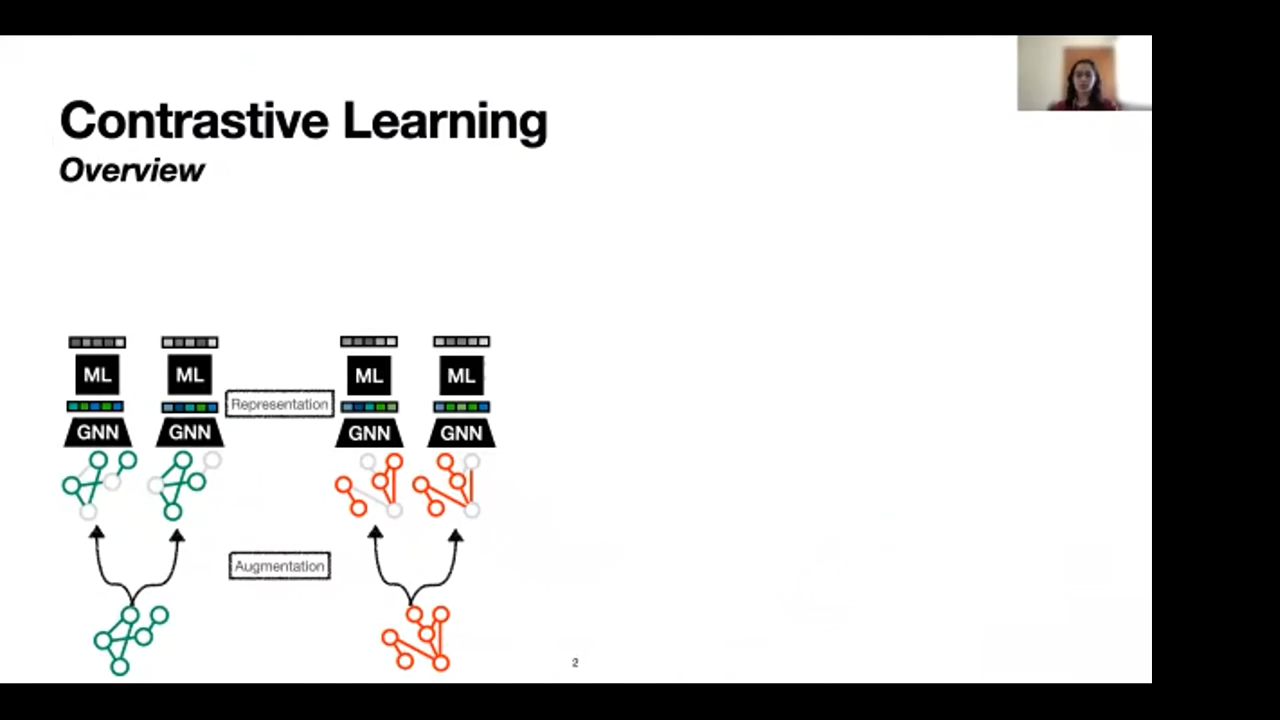 Contrastive Learning
Overview
ML
ML
ML
ML
Representation
GNN
GNN
GNN
GNN
Augmentation
2